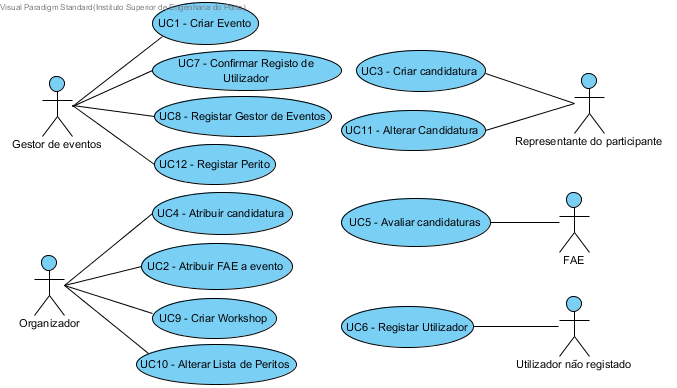 Visual Paradigm Standard(Instituto Superior de Engenharia do Porto)
UC1 - Criar Evento
UC7 - Confirmar Registo de
Utilizador
UC8 - Registar Gestor de Eventos
UC12 - Registar Perito
Gestor de eventos
UC3 - Criar candidatura
UC11 - Alterar Candidatura
Representante do participante
UC4 - Atribuir candidatura
UC2 - Atribuir FAE a evento
UC9 - Criar Workshop
UC10 - Alterar Lista de Peritos
Organizador
UC5 - Avaliar candidaturas
FAE
UC6 - Registar Utilizador
Utilizador não registado